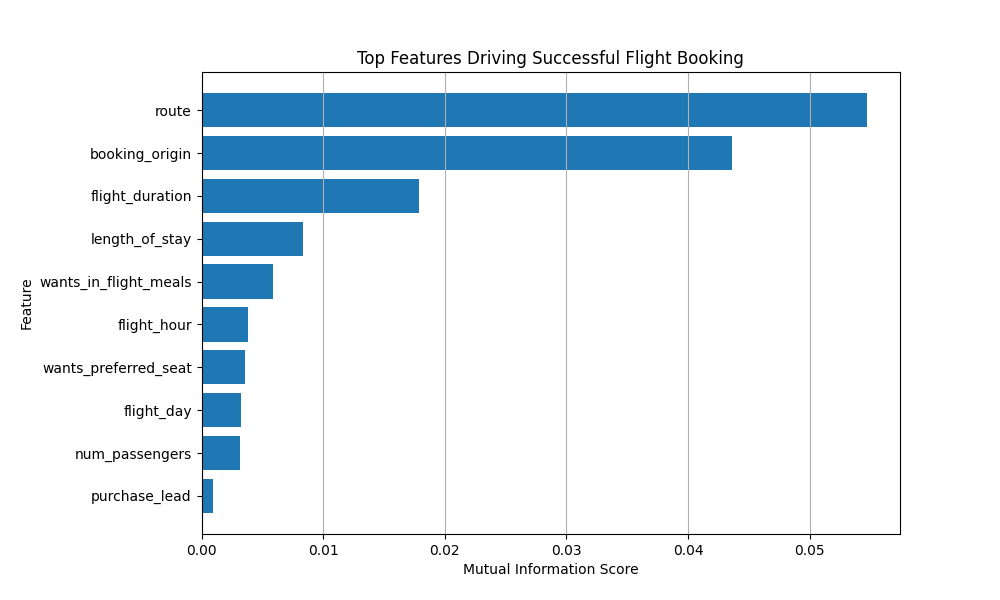 Top Features Driving Successful Flight Booking
Feature
route
booking_origin
flight_duration
length_of_stay
wants_in_flight_meals
flight_hour
wants_preferred_seat
flight_day
num_passengers
purchase_lead
0.00 0.01 0.02 0.03 0.04 0.05
Mutual Information Score